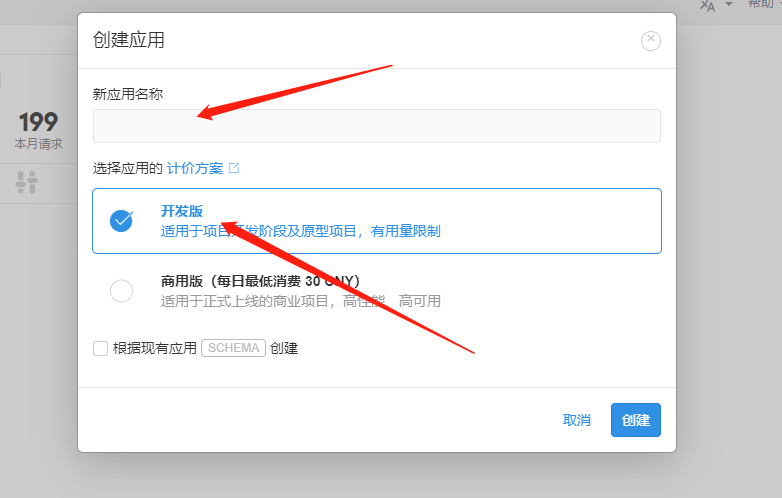 帮助
创建应用
新应用名称
199
本月请求
选择应用的 计价方案
开发版
适用于项目开发阶段及原型项目，有用量限制
商用版（每日最低消费 30 CNY）
适用于正式上线的商业项目，高性能、高可用
根据现有应用 SCHEMA 创建
取消
创建